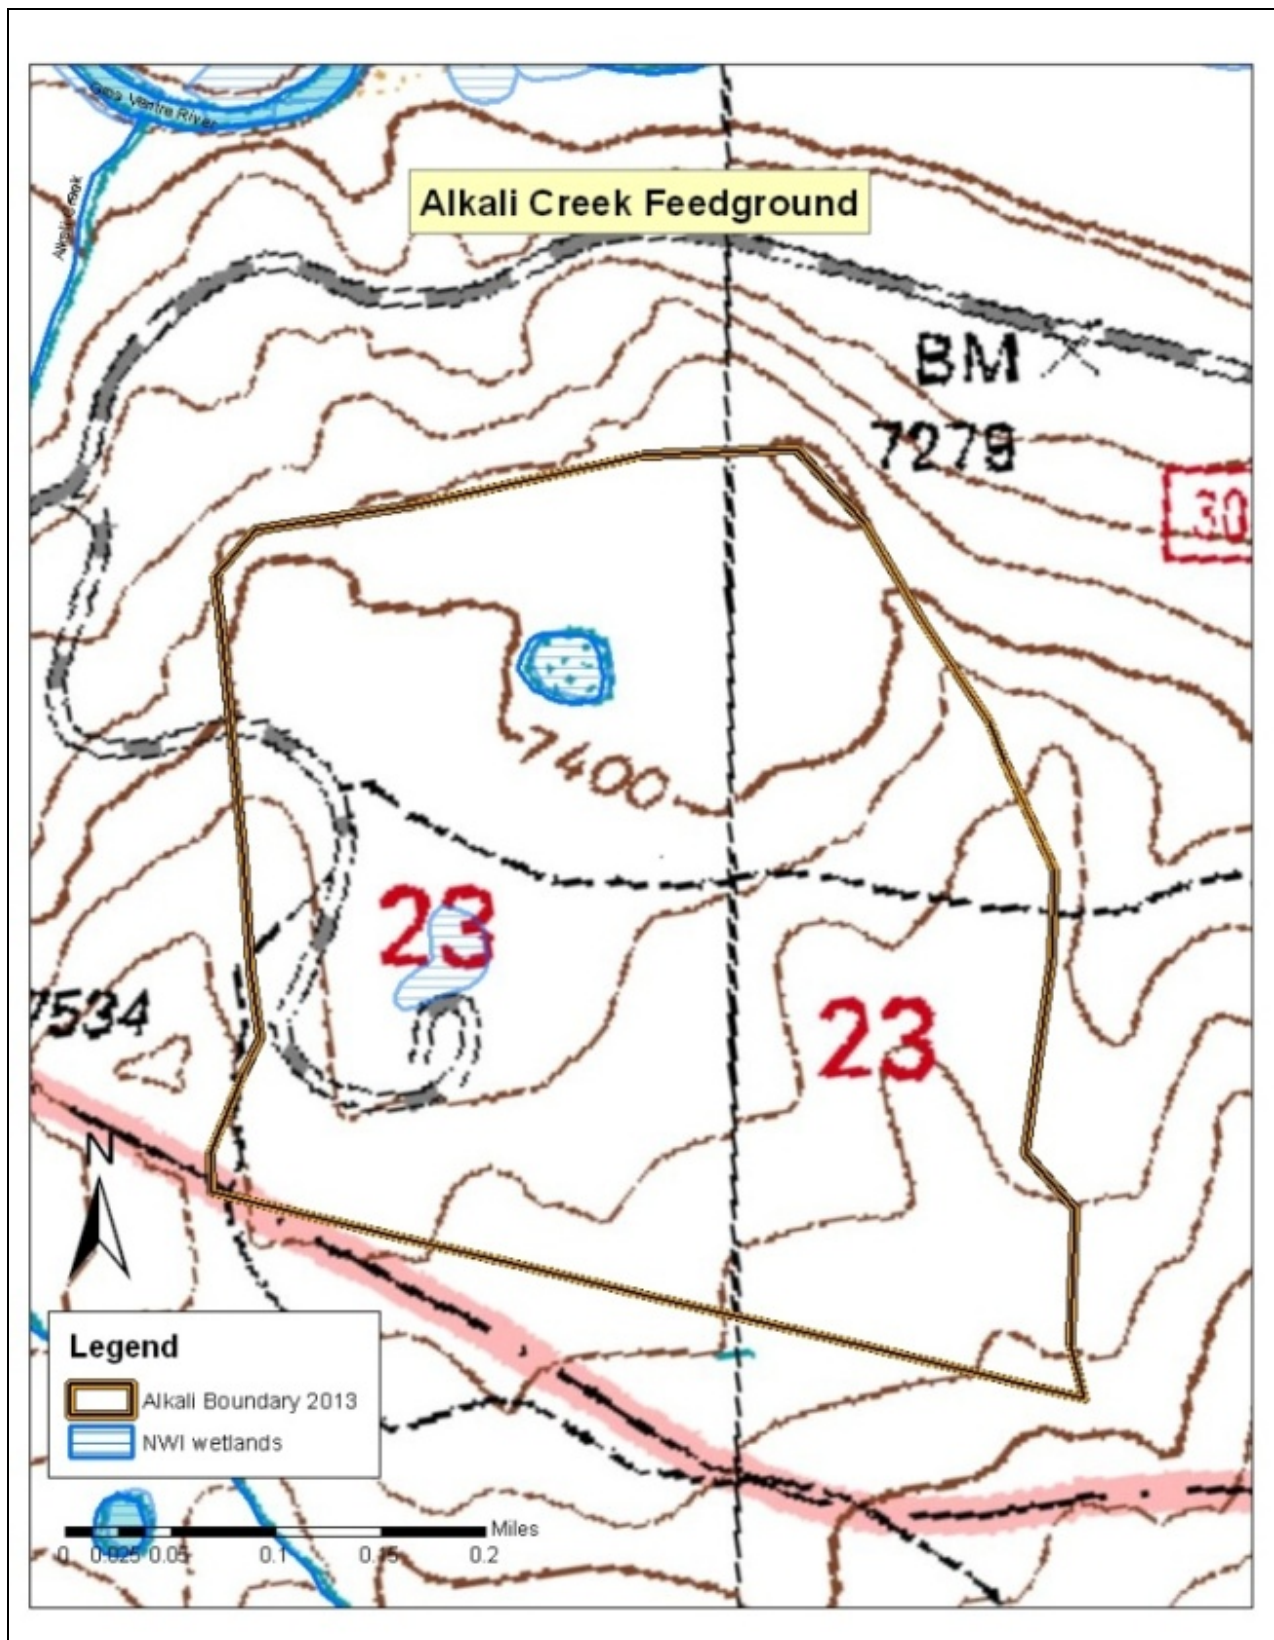 Gros Ventre River
Alkali Creek
Alkali Creek Feedground
BM
7279
30
7400
23
7534
23
N
Legend
Alkali Boundary 2013
NWI wetlands
Miles
0 0.025 0.05 0.1 0.15 0.2